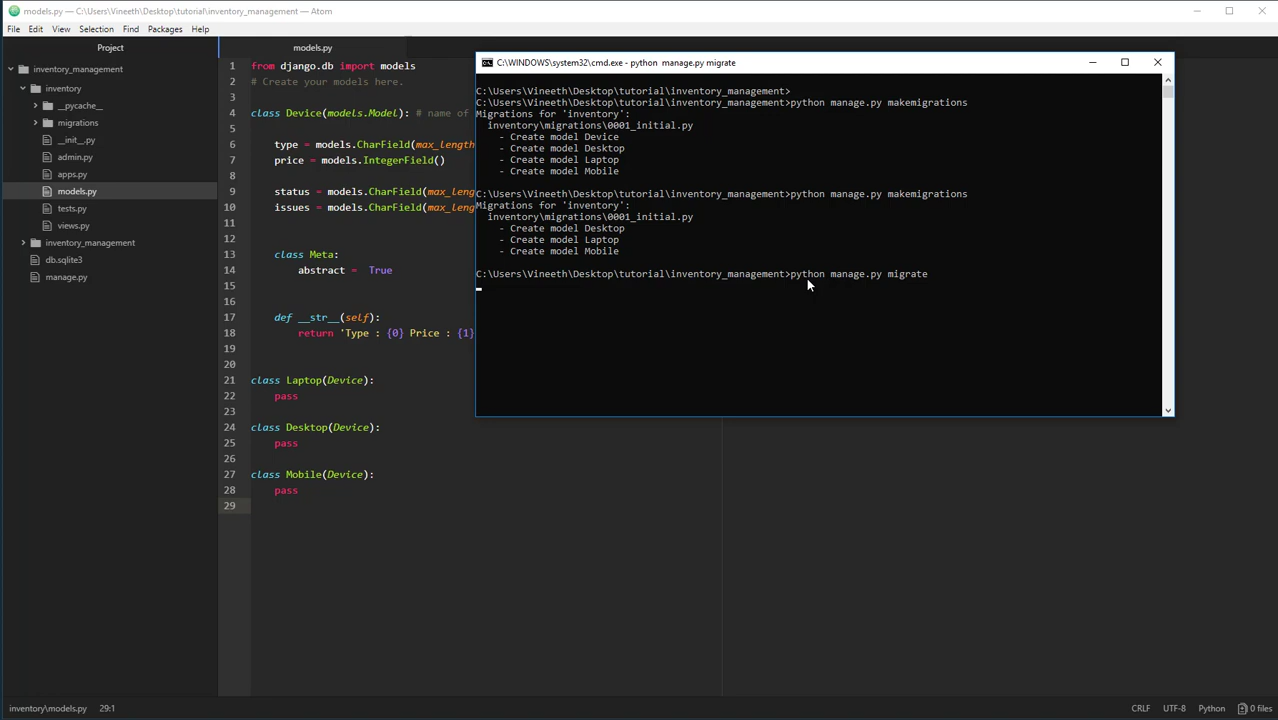 models.py — C:\Users\Vineeth\Desktop\tutorial\inventory_management — Atom
File Edit View Selection Find Packages Help
Project
inventory_management
inventory
__pycache__
migrations
__init__.py
admin.py
apps.py
models.py
tests.py
views.py
inventory_management
db.sqlite3
manage.py
models.py
1 from django.db import models
2 # Create your models here.
3
4 class Device(models.Model): # name of
5
6 type = models.CharField(max_length
7 price = models.IntegerField()
8
9 status = models.CharField(max_leng
10 issues = models.CharField(max_leng
11
12
13 class Meta:
14 abstract = True
15
16
17 def __str__(self):
18 return 'Type : {0} Price : {1}
19
20
21 class Laptop(Device):
22 pass
23
24 class Desktop(Device):
25 pass
26
27 class Mobile(Device):
28 pass
29
C:\WINDOWS\system32\cmd.exe - python manage.py migrate
C:\Users\Vineeth\Desktop\tutorial\inventory_management>
C:\Users\Vineeth\Desktop\tutorial\inventory_management>python manage.py makemigrations
Migrations for 'inventory':
inventory\migrations\0001_initial.py
- Create model Device
- Create model Desktop
- Create model Laptop
- Create model Mobile
C:\Users\Vineeth\Desktop\tutorial\inventory_management>python manage.py makemigrations
Migrations for 'inventory':
inventory\migrations\0001_initial.py
- Create model Desktop
- Create model Laptop
- Create model Mobile
C:\Users\Vineeth\Desktop\tutorial\inventory_management>python manage.py migrate
inventory\models.py 29:1
CRLF UTF-8 Python 0 files